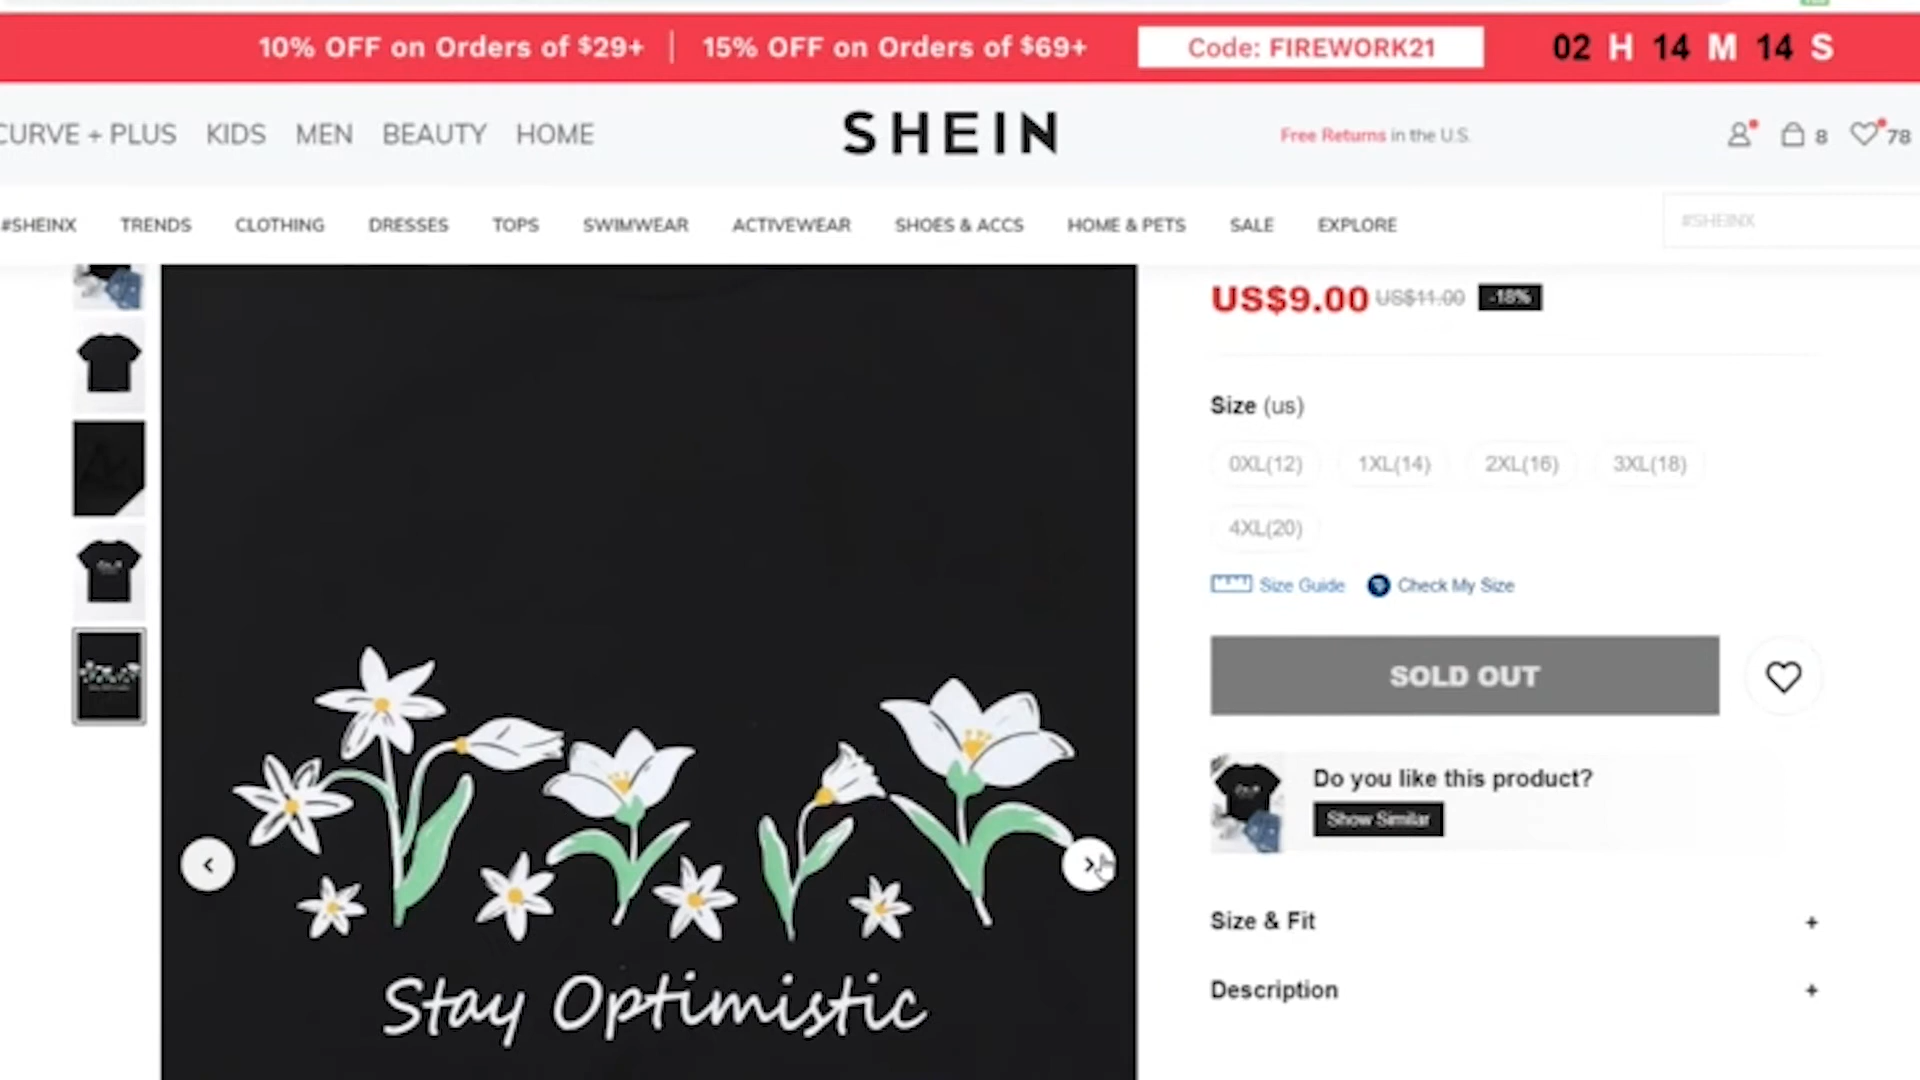 10% OFF on Orders of $29+ | 15% OFF on Orders of $69+ Code: FIREWORK21 02 H 14 M 14 S
CURVE + PLUS KIDS MEN BEAUTY HOME SHEIN Free Returns in the U.S. 8 78
#SHEINX TRENDS CLOTHING DRESSES TOPS SWIMWEAR ACTIVEWEAR SHOES & ACCS HOME & PETS SALE EXPLORE #SHEINX
US$9.00 US$11.00 -18%
Size (us)
0XL(12) 1XL(14) 2XL(16) 3XL(18)
4XL(20)
Size Guide Check My Size
SOLD OUT
Do you like this product?
Show Similar
Size & Fit +
Description +
Stay Optimistic